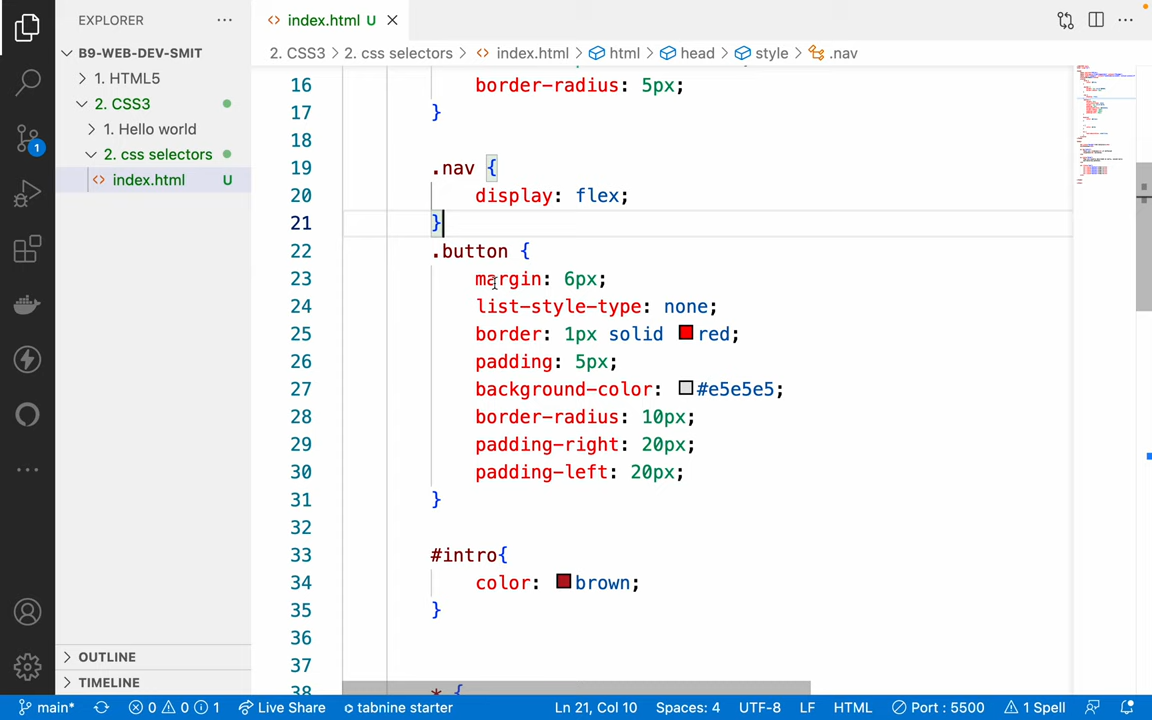 EXPLORER
index.html U
B9-WEB-DEV-SMIT
2. CSS3 > 2. css selectors > index.html > html > head > style > .nav
1. HTML5
2. CSS3
1. Hello world
2. css selectors
index.html U
1
16 border-radius: 5px;
17 }
18
19 .nav {
20 display: flex;
21 }
22 .button {
23 margin: 6px;
24 list-style-type: none;
25 border: 1px solid red;
26 padding: 5px;
27 background-color: #e5e5e5;
28 border-radius: 10px;
29 padding-right: 20px;
30 padding-left: 20px;
31 }
32
33 #intro{
34 color: brown;
35 }
36
37
38 * {
OUTLINE
TIMELINE
main* 0 0 1 Live Share tabnine starter Ln 21, Col 10 Spaces: 4 UTF-8 LF HTML Port : 5500 1 Spell